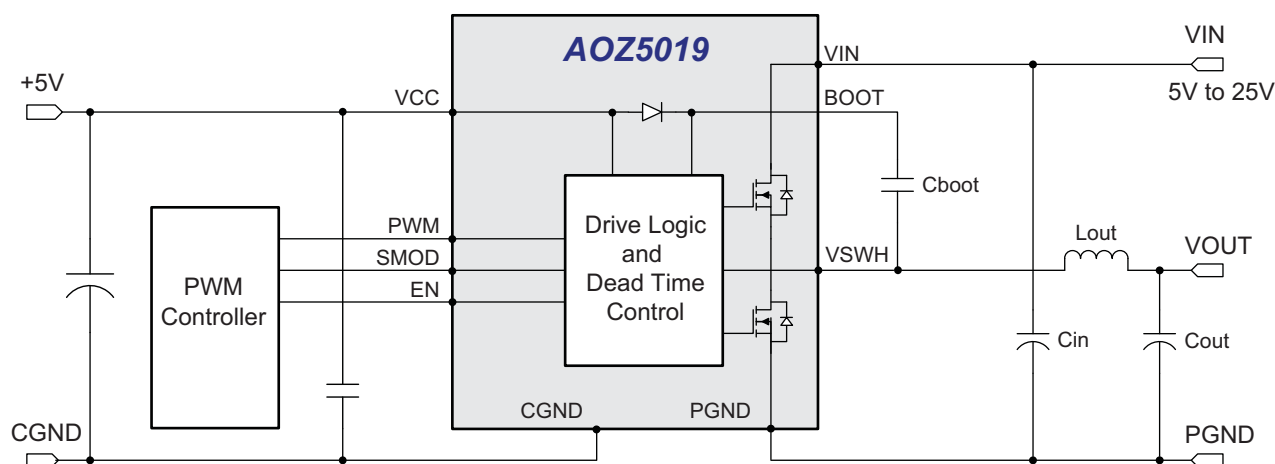 AOZ5019
VIN
+5V
VIN
VCC
BOOT
5V to 25V
Cboot
PWM
Drive Logic
and
Dead Time
Control
SMOD
VSWH
Lout
VOUT
EN
PWM
Controller
Cin
Cout
CGND
PGND
CGND
PGND